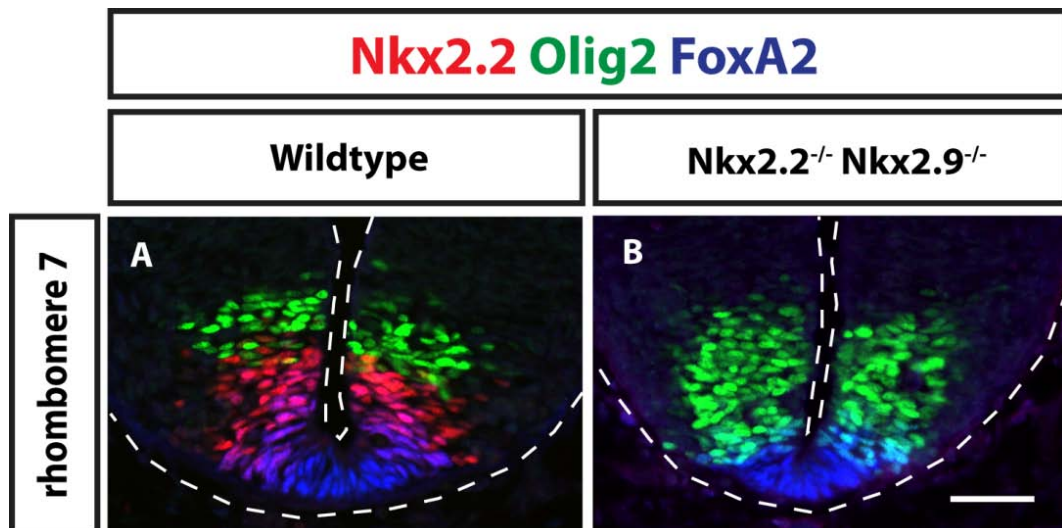 Nkx2.2 Olig2 FoxA2
Wildtype
Nkx2.2-/- Nkx2.9-/-
rhombomere 7
A
B